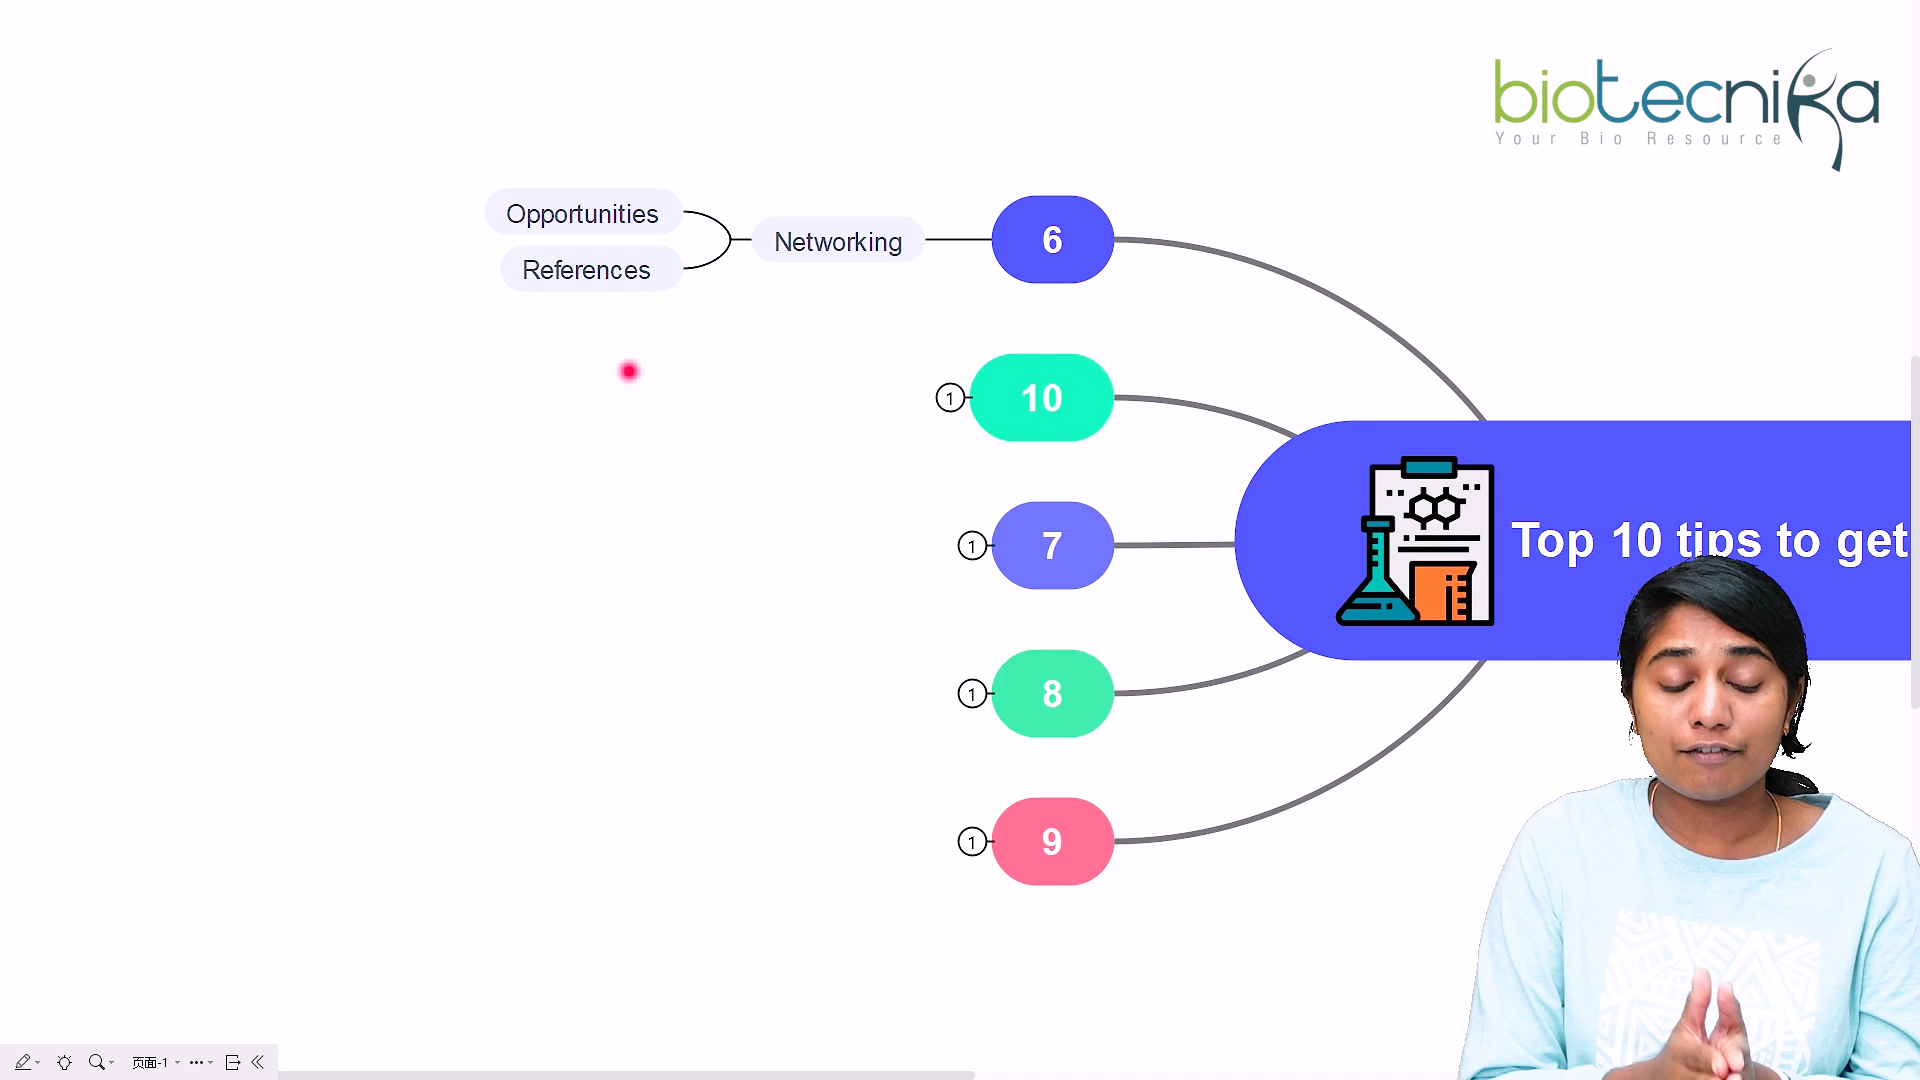 biotecnika
Your Bio Resource
Opportunities
References
Networking
6
10
1
7
1
8
1
9
1
Top 10 tips to get
页面-1